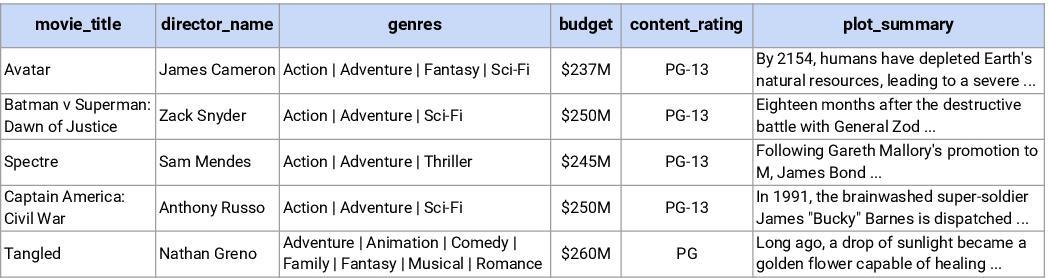 movie_title director_name genres budget content_rating plot_summary
Avatar James Cameron Action | Adventure | Fantasy | Sci-Fi $237M PG-13 By 2154, humans have depleted Earth's
natural resources, leading to a severe ...
Batman v Superman:
Dawn of Justice Zack Snyder Action | Adventure | Sci-Fi $250M PG-13 Eighteen months after the destructive
battle with General Zod ...
Spectre Sam Mendes Action | Adventure | Thriller $245M PG-13 Following Gareth Mallory's promotion to
M, James Bond ...
Captain America:
Civil War Anthony Russo Action | Adventure | Sci-Fi $250M PG-13 In 1991, the brainwashed super-soldier
James "Bucky" Barnes is dispatched ...
Tangled Nathan Greno Adventure | Animation | Comedy |
Family | Fantasy | Musical | Romance $260M PG Long ago, a drop of sunlight became a
golden flower capable of healing ...